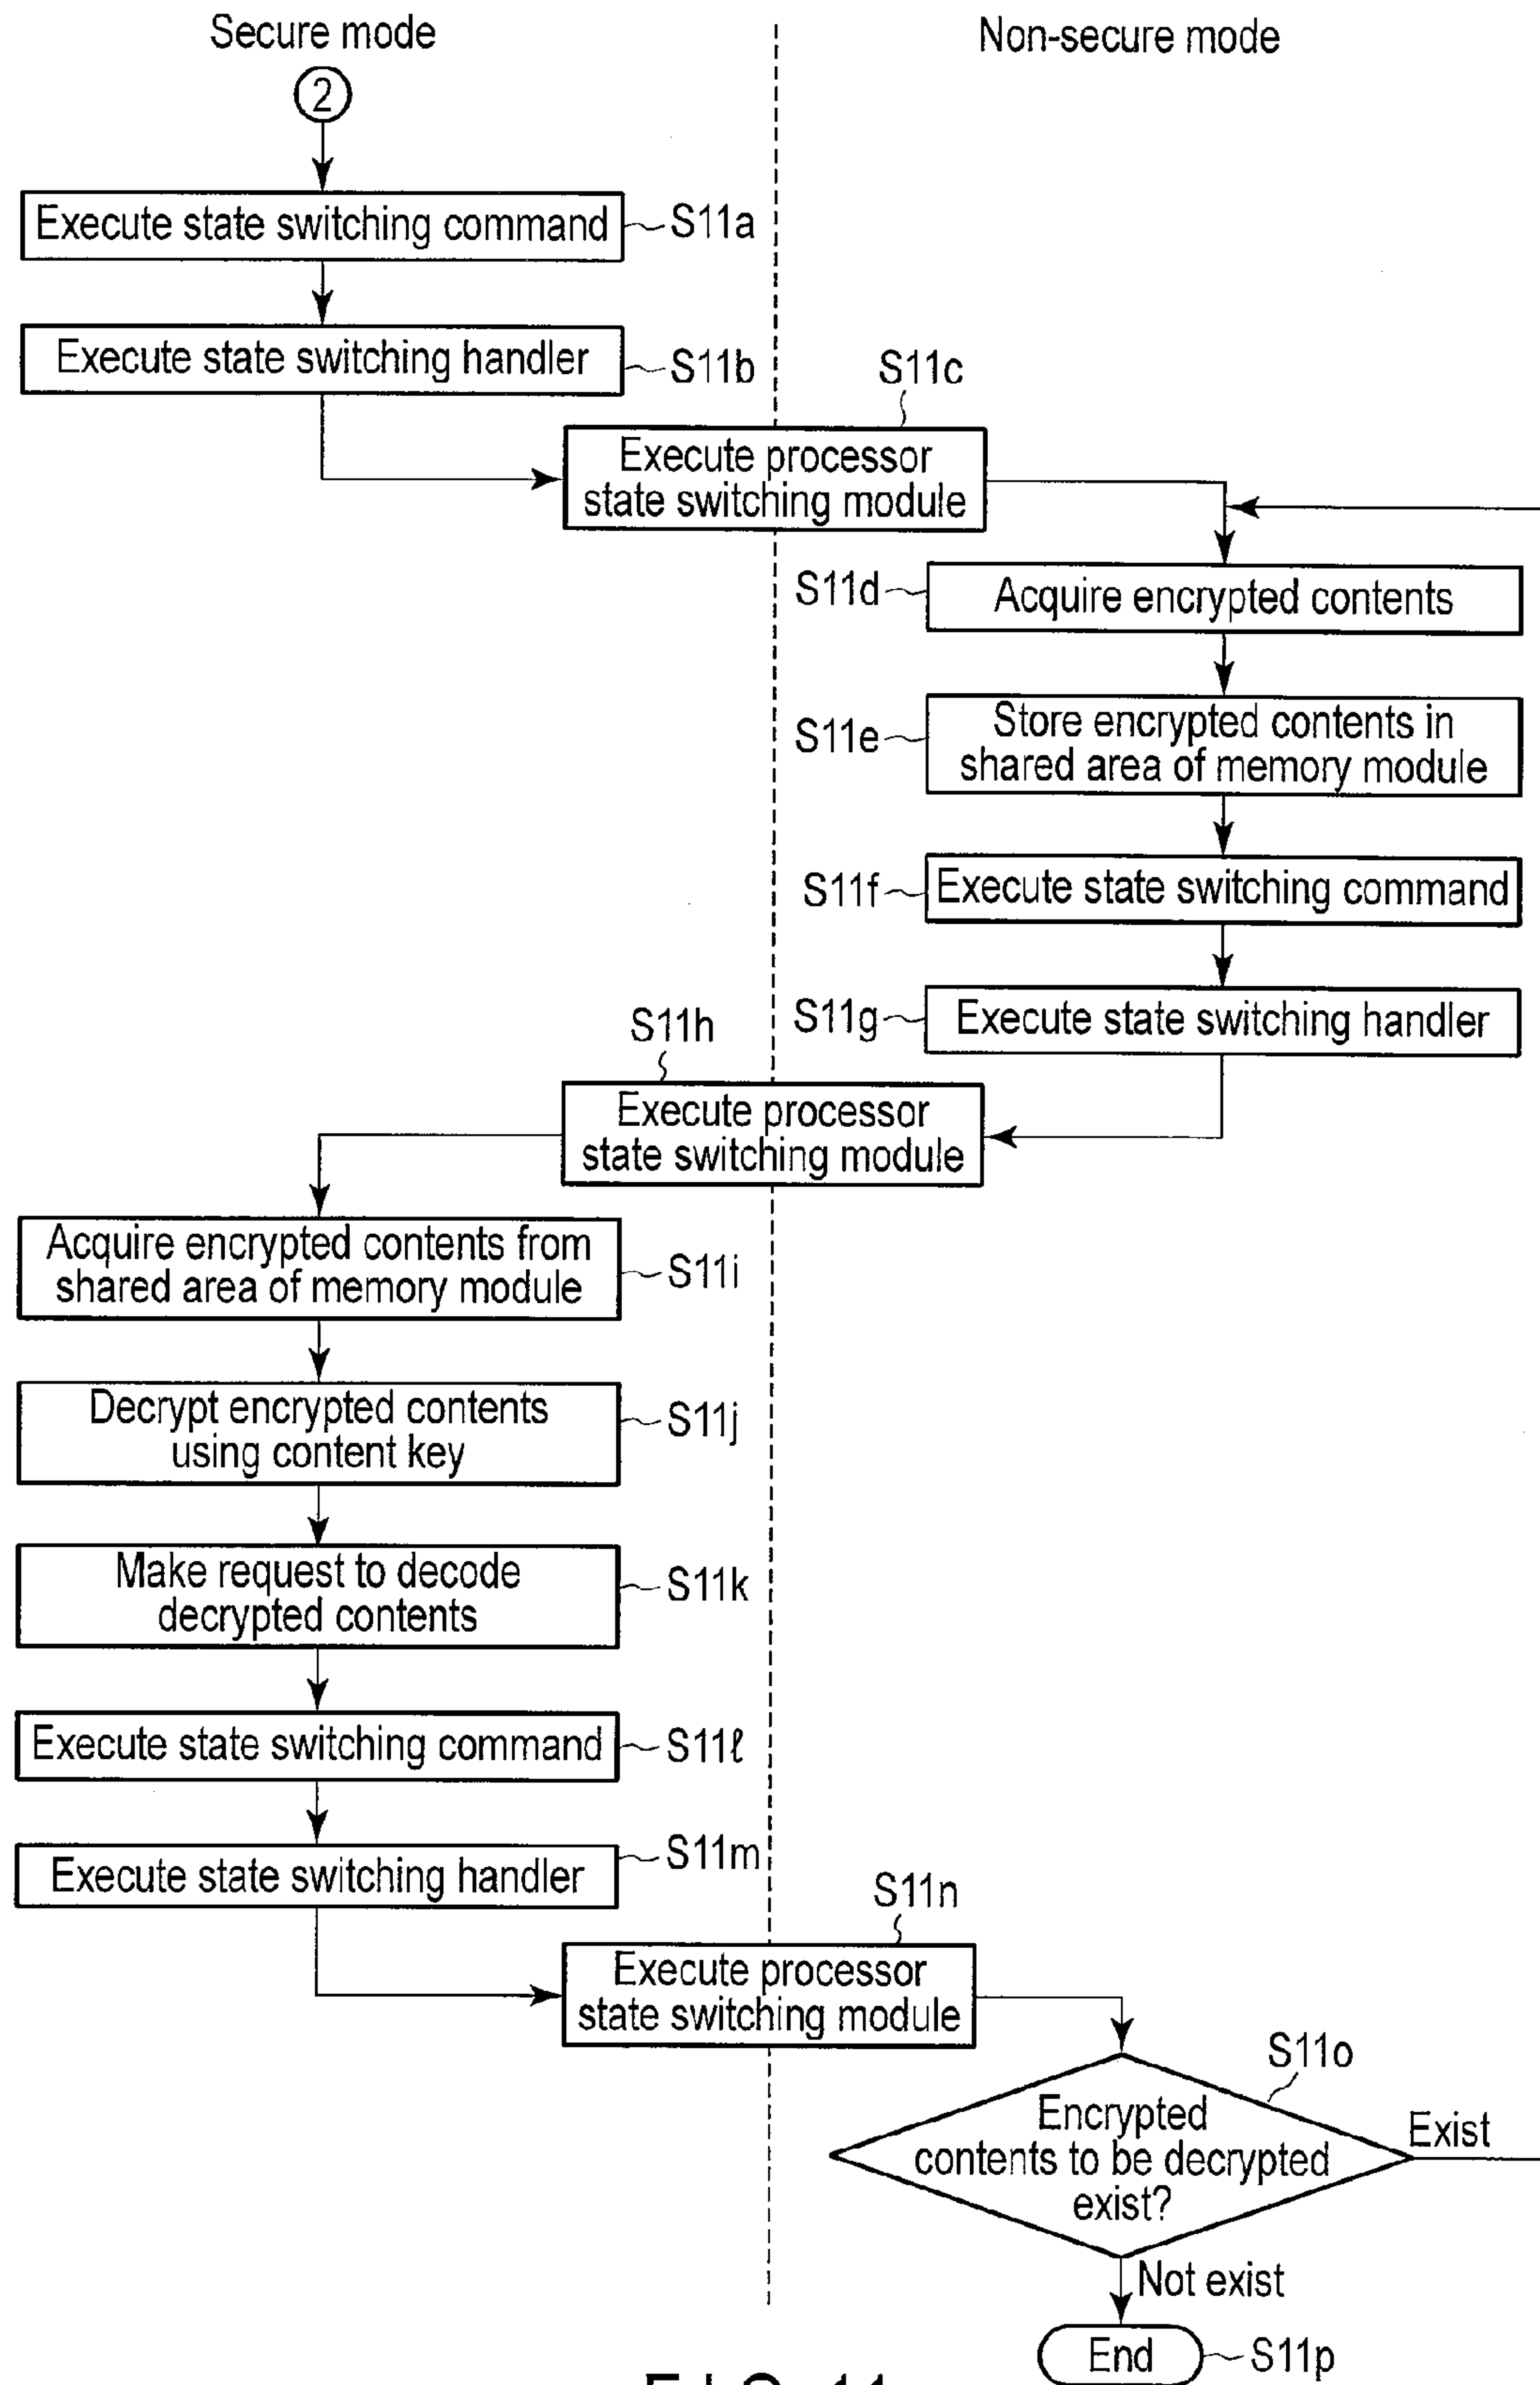 Secure mode
Non-secure mode
2
Execute state switching command
S11a
Execute state switching handler
S11b
S11c
Execute processor
state switching module
S11d
Acquire encrypted contents
S11e
Store encrypted contents in
shared area of memory module
S11f
Execute state switching command
S11g
Execute state switching handler
S11h
Execute processor
state switching module
Acquire encrypted contents from
shared area of memory module
S11i
Decrypt encrypted contents
using content key
S11j
Make request to decode
decrypted contents
S11k
Execute state switching command
S11ℓ
Execute state switching handler
S11m
S11n
Execute processor
state switching module
S11o
Encrypted
contents to be decrypted
exist?
Exist
Not exist
End
S11p